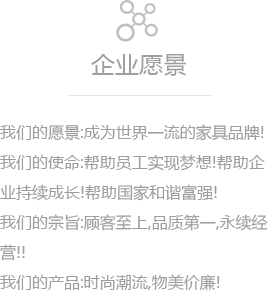 企业愿景
我们的愿景:成为世界一流的家具品牌!
我们的使命:帮助员工实现梦想!帮助企
业持续成长!帮助国家和谐富强!
我们的宗旨:顾客至上,品质第一,永续经
营!!
我们的产品:时尚潮流,物美价廉!